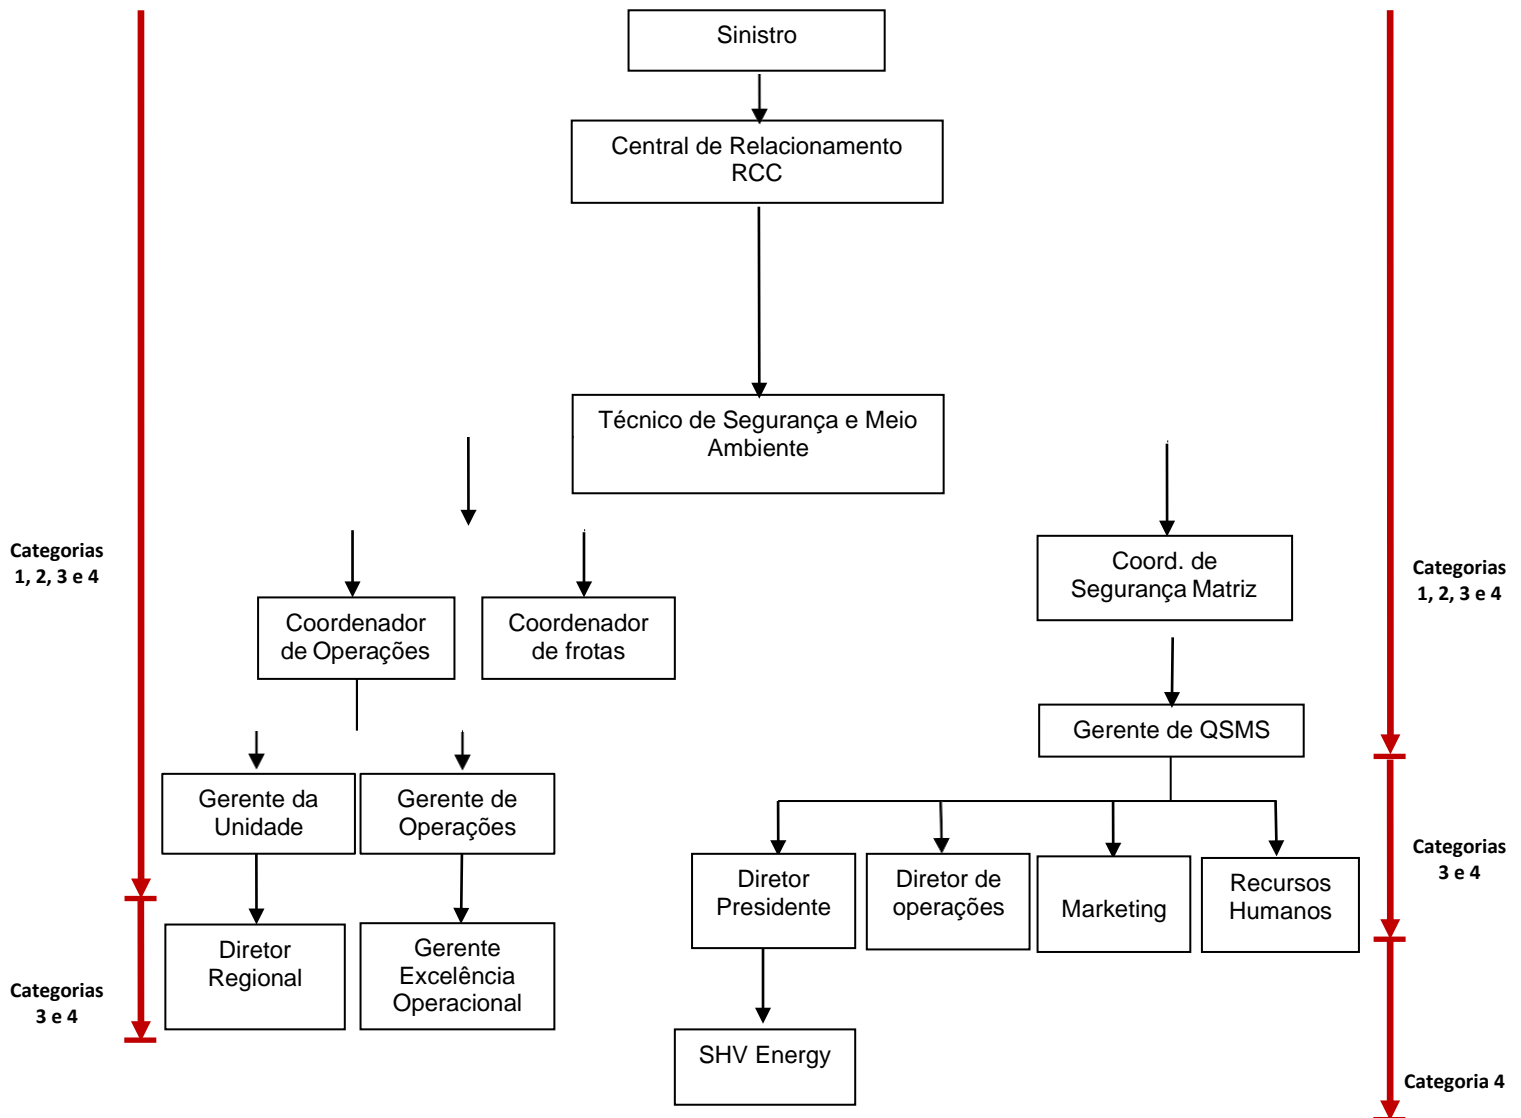 Sinistro
Central de Relacionamento
RCC
Técnico de Segurança e Meio
Ambiente
Categorias
1, 2, 3 e 4
Coord. de
Segurança Matriz
Categorias
1, 2, 3 e 4
Coordenador
de Operações
Coordenador
de frotas
Gerente de QSMS
Gerente da
Unidade
Gerente de
Operações
Categorias
3 e 4
Diretor
Presidente
Diretor de
operações
Marketing
Recursos
Humanos
Diretor
Regional
Gerente
Excelência
Operacional
Categorias
3 e 4
SHV Energy
Categoria 4